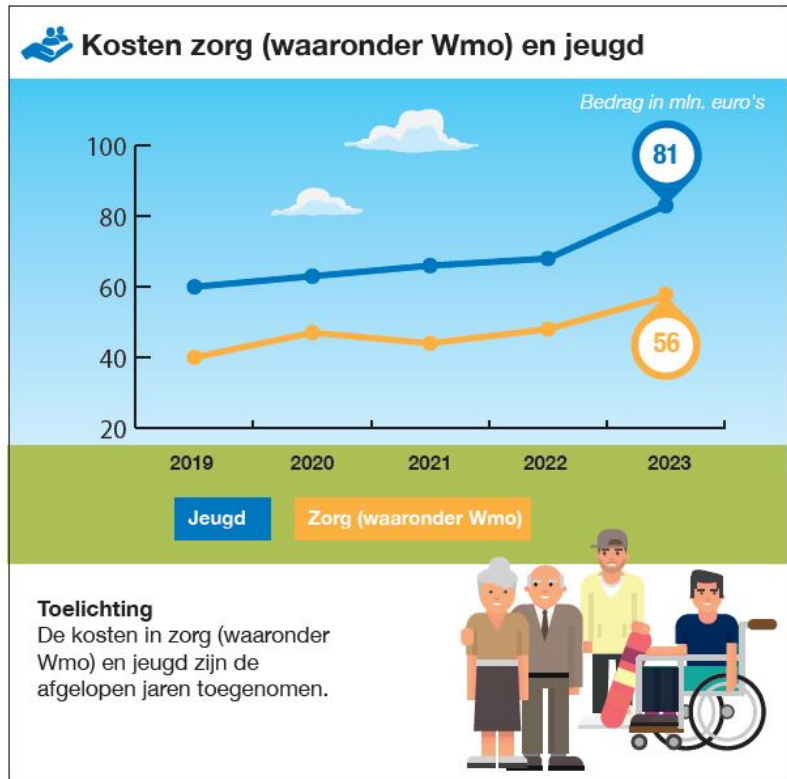 Kosten zorg (waaronder Wmo) en jeugd
Bedrag in mln. euro's
100
80
60
40
20
81
56
2019 2020 2021 2022 2023
Jeugd Zorg (waaronder Wmo)
Toelichting
De kosten in zorg (waaronder
Wmo) en jeugd zijn de
afgelopen jaren toegenomen.